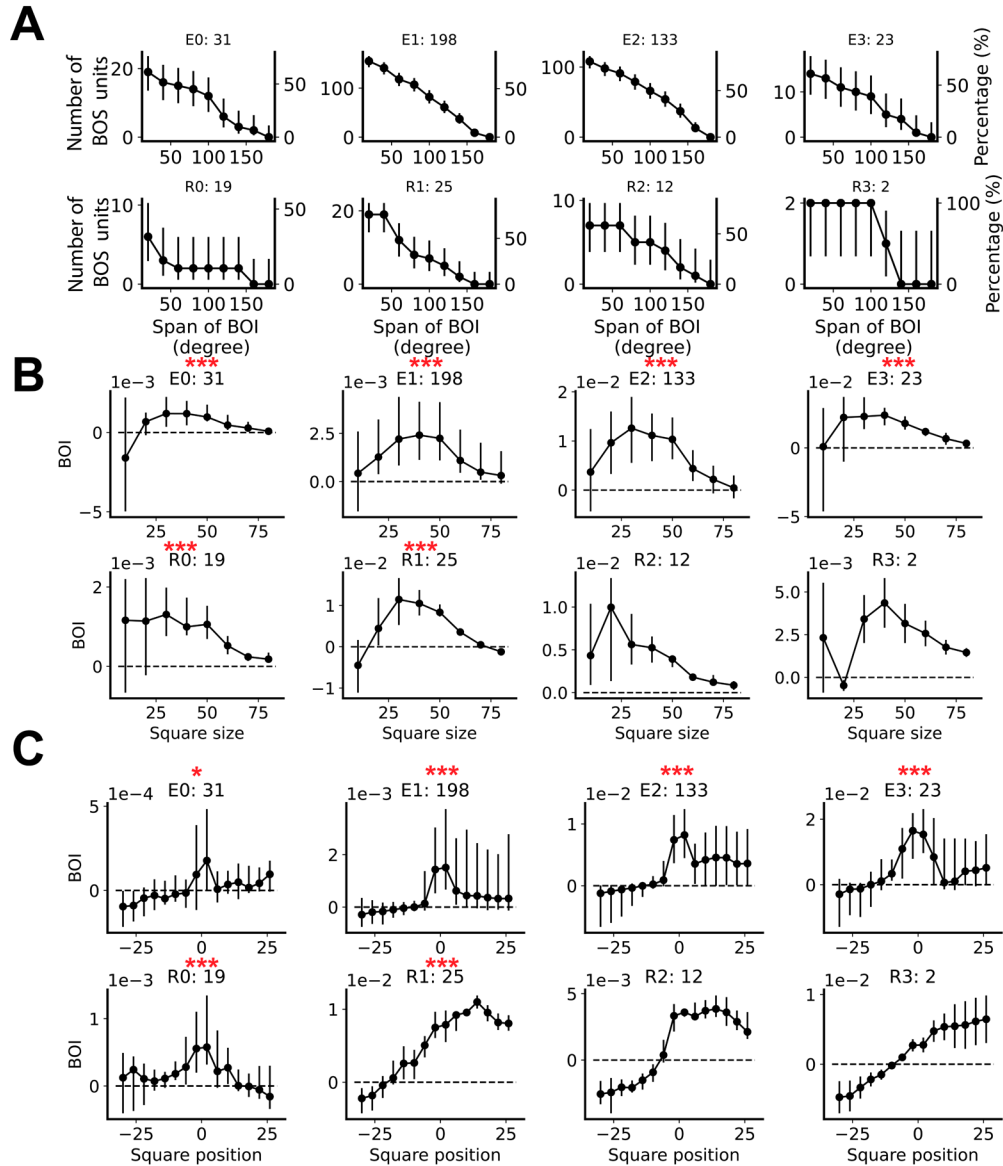 A
E0: 31 E1: 198 E2: 133 E3: 23
Number of BOS units
20 0 50 0
100 0 50 0
100 0 50 0
10 0 50 0
Percentage (%)
50 100 150 50 100 150 50 100 150 50 100 150
R0: 19 R1: 25 R2: 12 R3: 2
Number of BOS units
10 0 50 0
20 0 50 0
10 0 50 0
2 1 0 100 0
Percentage (%)
50 100 150 50 100 150 50 100 150 50 100 150
Span of BOI Span of BOI Span of BOI Span of BOI
(degree) (degree) (degree) (degree)
B
*** *** *** ***
1e−3 E0: 31 1e−3 E1: 198 1e−2 E2: 133 1e−3 E3: 23
BOI
0 −5
2.5 0.0
2 1 0
5 0 −5
25 50 75 25 50 75 25 50 75 25 50 75
*** ***
1e−3 R0: 19 1e−2 R1: 25 1e−2 R2: 12 1e−3 R3: 2
BOI
2 0
1 0 −1
1.0 0.5 0.0
5.0 2.5 0.0
25 50 75 25 50 75 25 50 75 25 50 75
Square size Square size Square size Square size
C
* *** *** ***
1e−4 E0: 31 1e−3 E1: 198 1e−2 E2: 133 1e−2 E3: 23
BOI
5 0
2 0
1 0
2 0
−25 0 25 −25 0 25 −25 0 25 −25 0 25
*** ***
1e−3 R0: 19 1e−2 R1: 25 1e−3 R2: 12 1e−2 R3: 2
BOI
1 0
1 0
5 0
1 0
−25 0 25 −25 0 25 −25 0 25 −25 0 25
Square position Square position Square position Square position